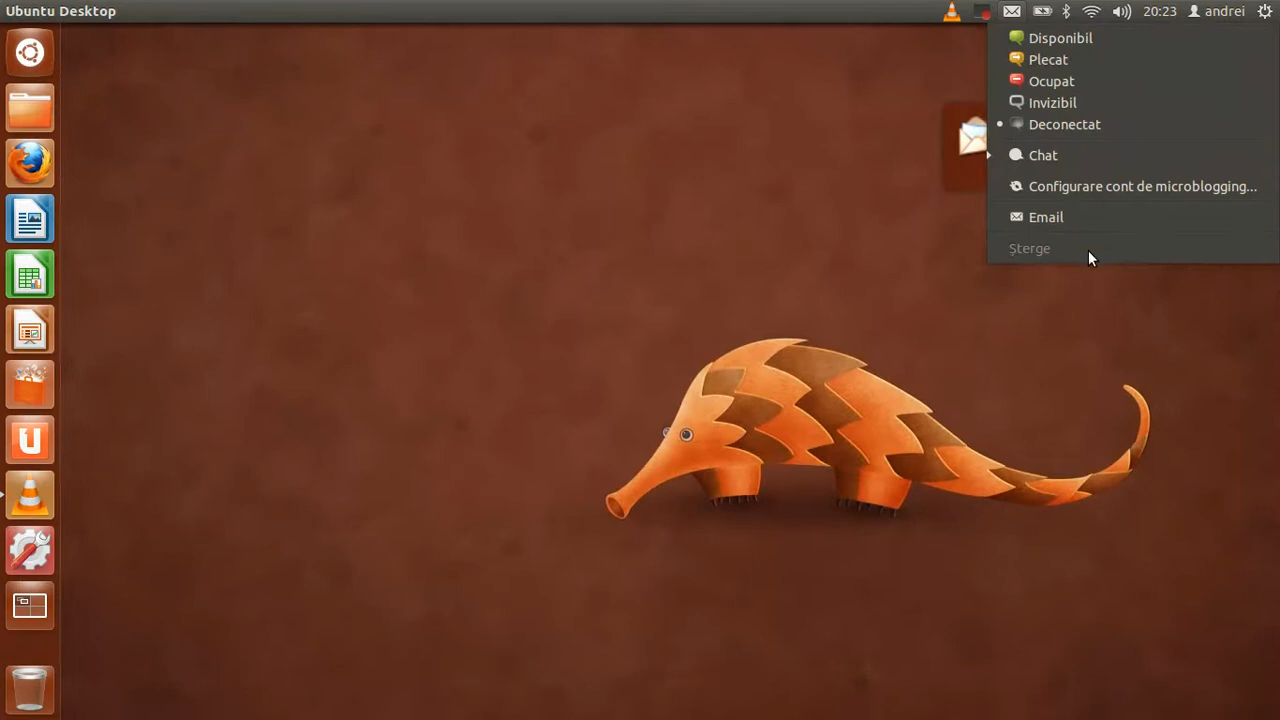 Ubuntu Desktop
20:23
andrei
Disponibil
Plecat
Ocupat
Invizibil
Deconectat
Chat
Configurare cont de microblogging...
Email
Șterge